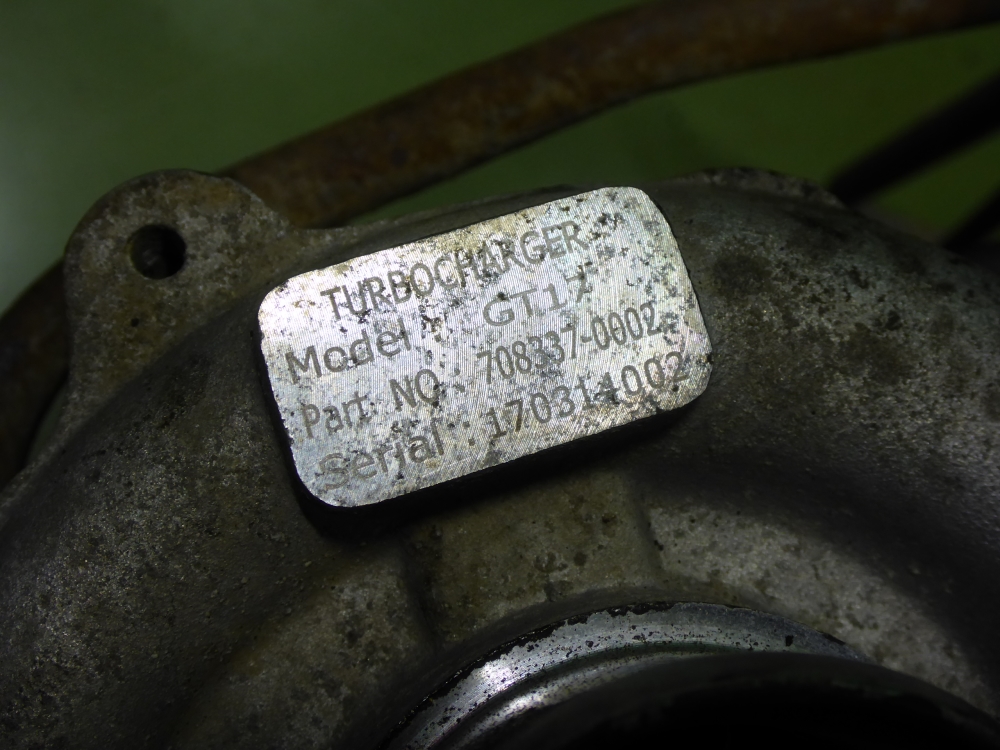 TURBOCHARGER
Model : GT17
Part NO : 708337-0002
Serial : 170314002